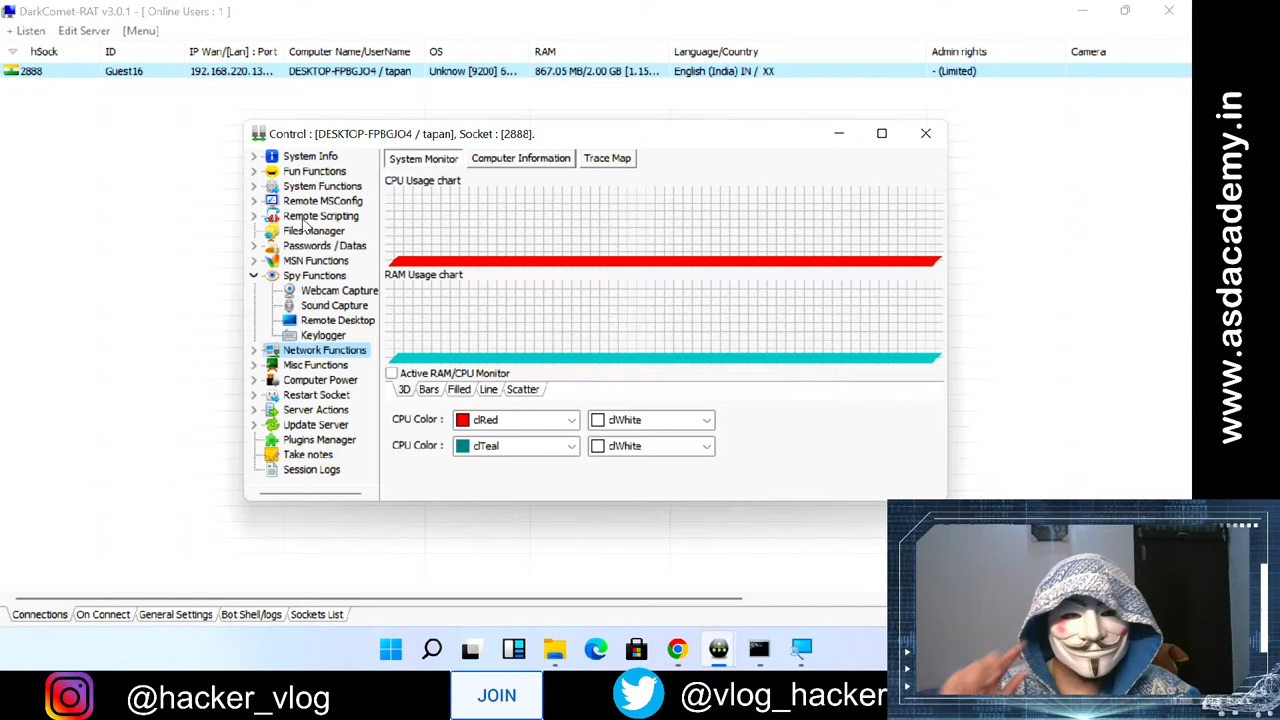 DarkComet-RAT v3.0.1 - [ Online Users : 1 ]
+ Listen Edit Server [Menu]
hSock ID IP Wan/[Lan] : Port Computer Name/UserName OS RAM Language/Country Admin rights Camera
2888 Guest16 192.168.220.13... DESKTOP-FPBGJO4 / tapan Unknow [9200] 6... 867.05 MB/2.00 GB [1.15... English (India) IN / XX - (Limited)
Control : [DESKTOP-FPBGJO4 / tapan], Socket : [2888].
System Info
Fun Functions
System Functions
Remote MSConfig
Remote Scripting
Files Manager
Passwords / Datas
MSN Functions
Spy Functions
Webcam Capture
Sound Capture
Remote Desktop
Keylogger
Network Functions
Misc Functions
Computer Power
Restart Socket
Server Actions
Update Server
Plugins Manager
Take notes
Session Logs
System Monitor Computer Information Trace Map
CPU Usage chart
RAM Usage chart
Active RAM/CPU Monitor
3D Bars Filled Line Scatter
CPU Color : clRed clWhite
CPU Color : clTeal clWhite
Connections On Connect General Settings Bot Shell/logs Sockets List
www.asdacademy.in
@hacker_vlog JOIN @vlog_hacker